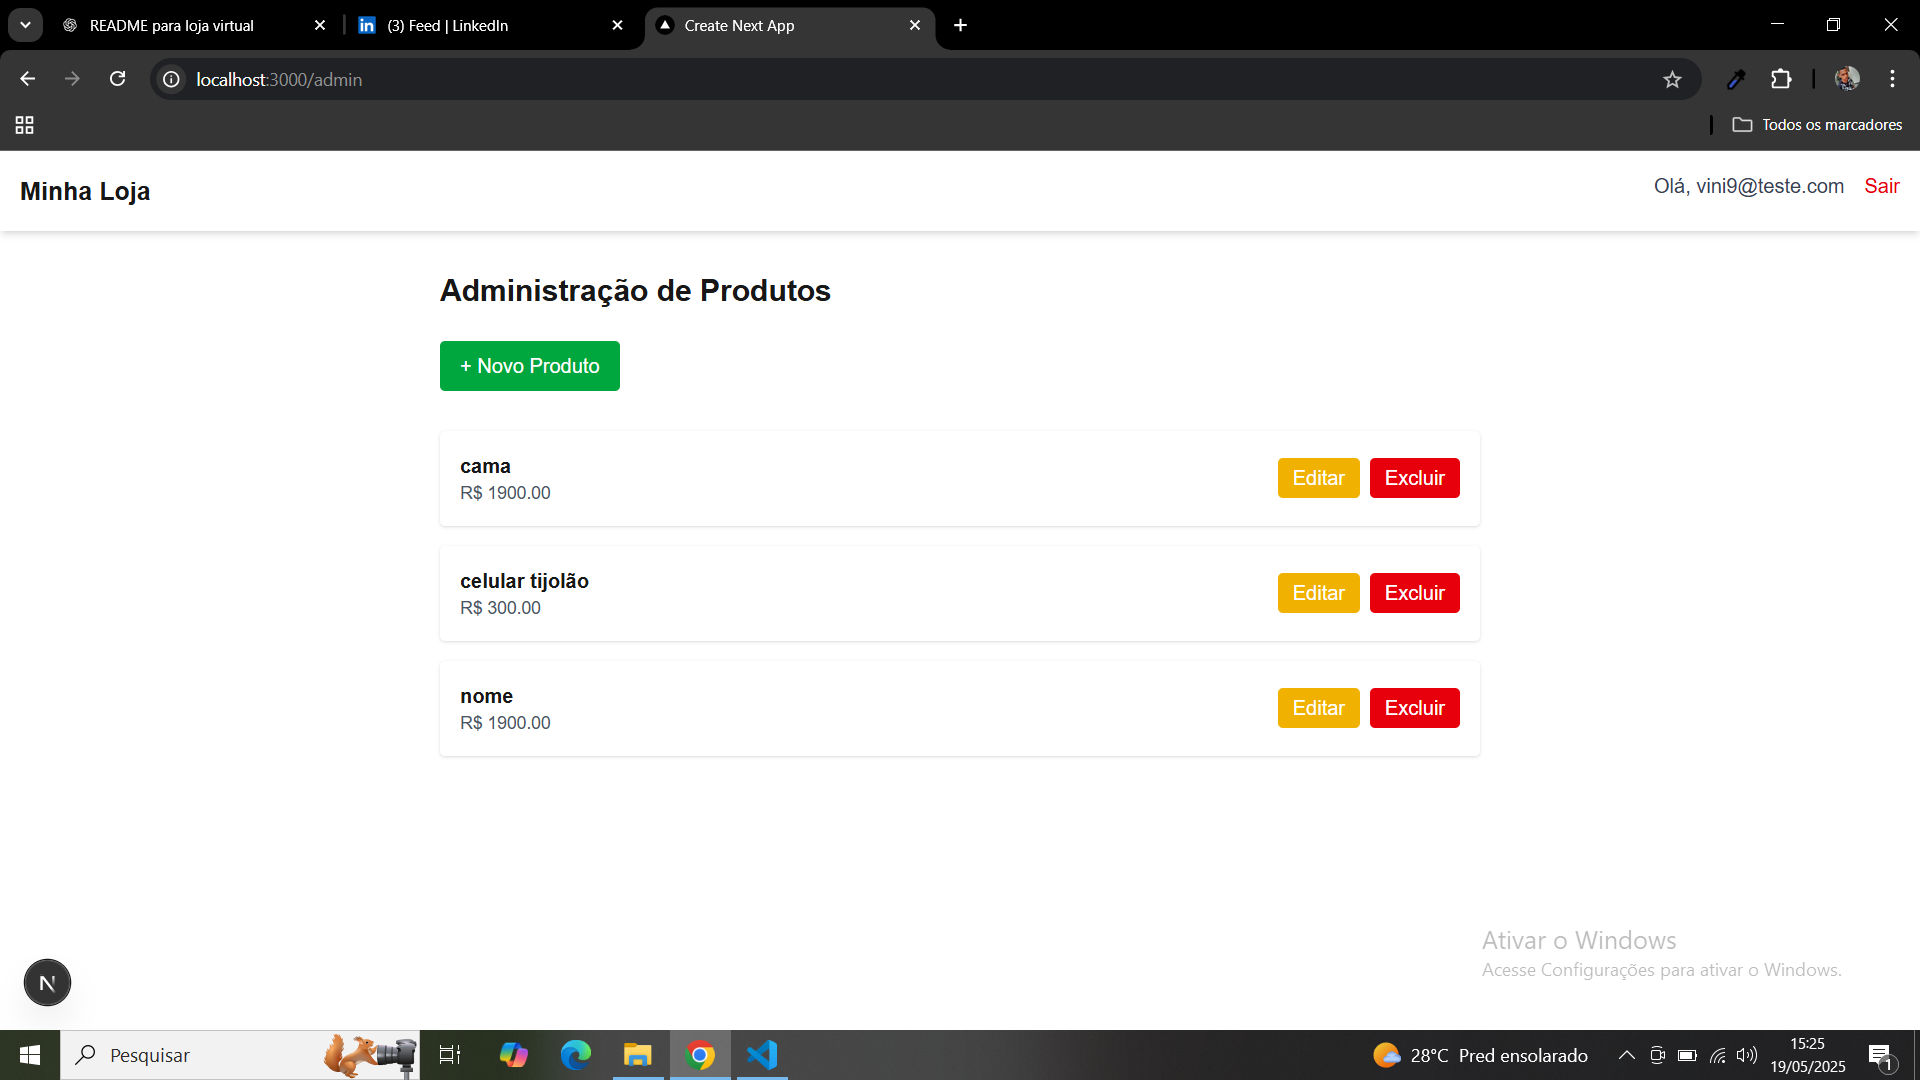 README para loja virtual
(3) Feed | LinkedIn
Create Next App
localhost:3000/admin
Todos os marcadores
Minha Loja
Olá, vini9@teste.com Sair
Administração de Produtos
+ Novo Produto
cama
R$ 1900.00
Editar Excluir
celular tijolão
R$ 300.00
Editar Excluir
nome
R$ 1900.00
Editar Excluir
Ativar o Windows
Acesse Configurações para ativar o Windows.
N
Pesquisar
28°C Pred ensolarado
15:25
19/05/2025
1